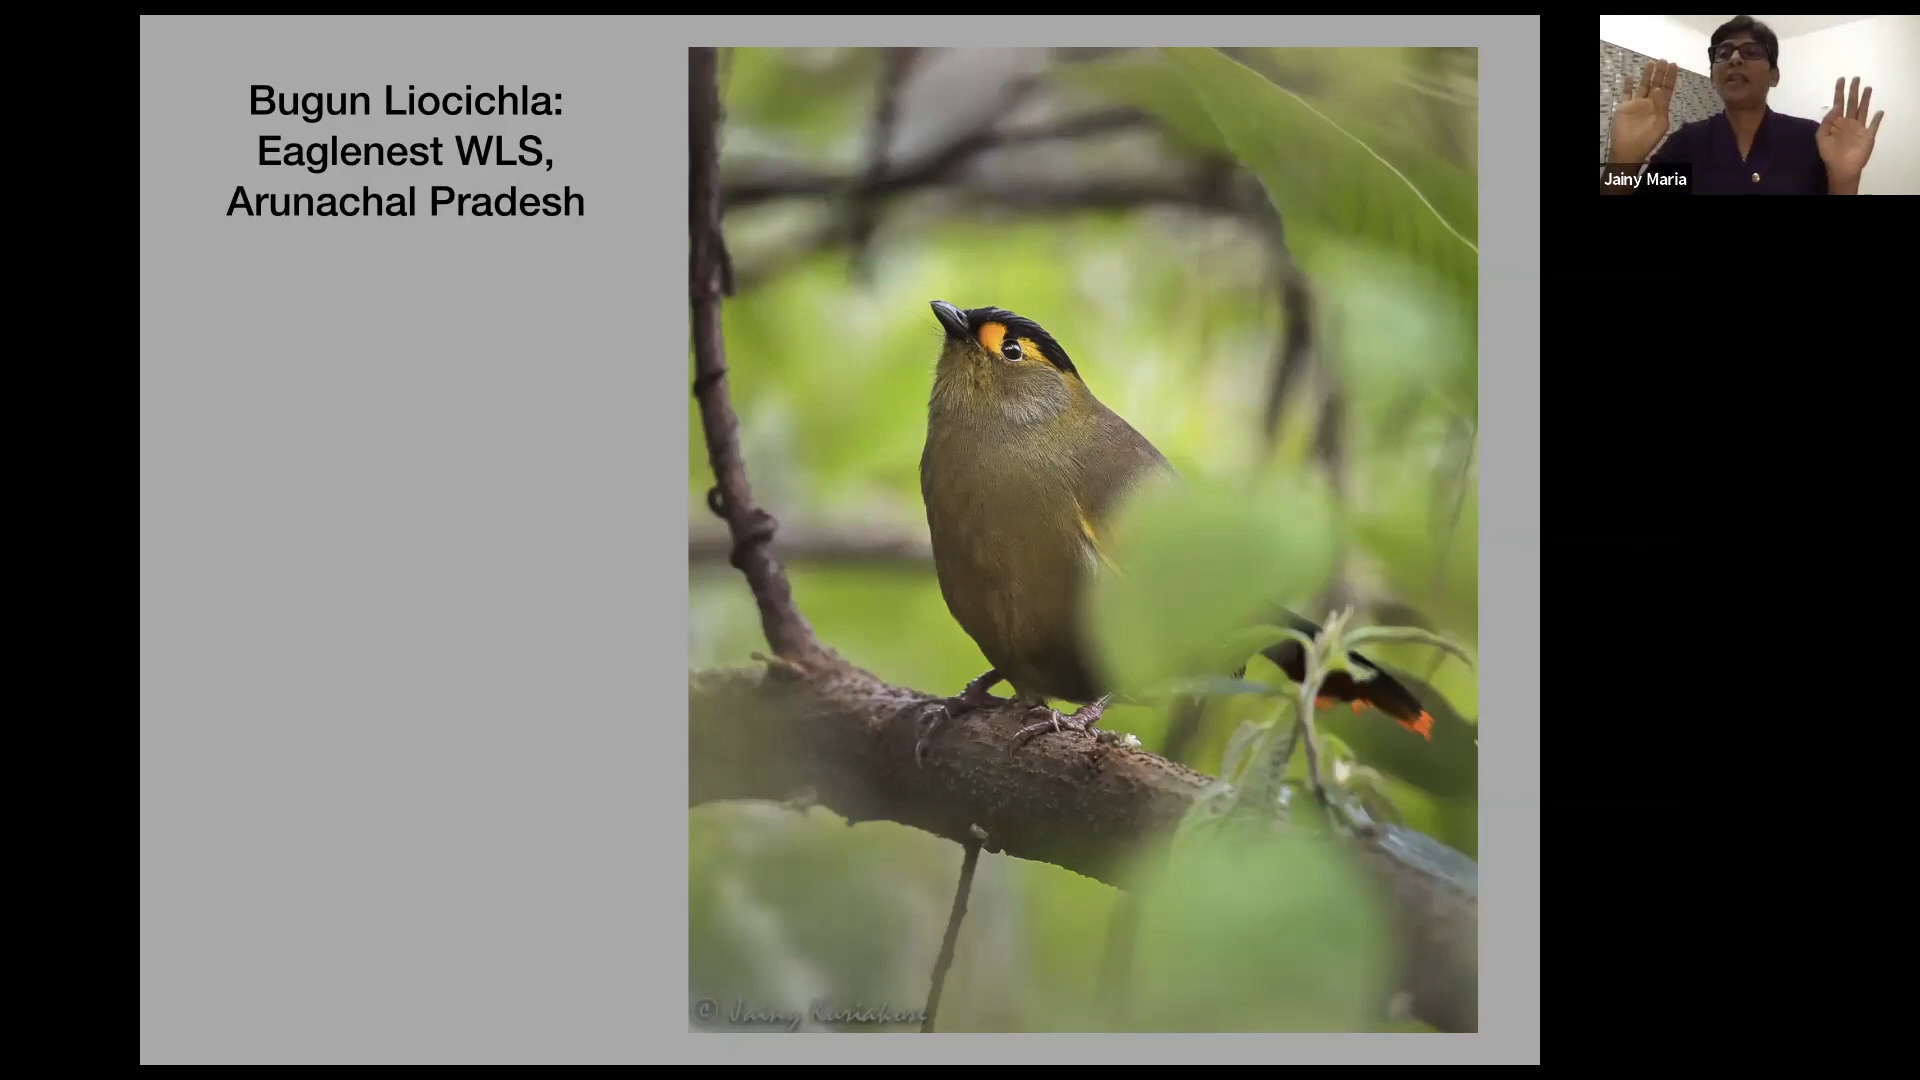 Bugun Liocichla:
Eaglenest WLS,
Arunachal Pradesh
Jainy Maria
© Jainy Kuriakose